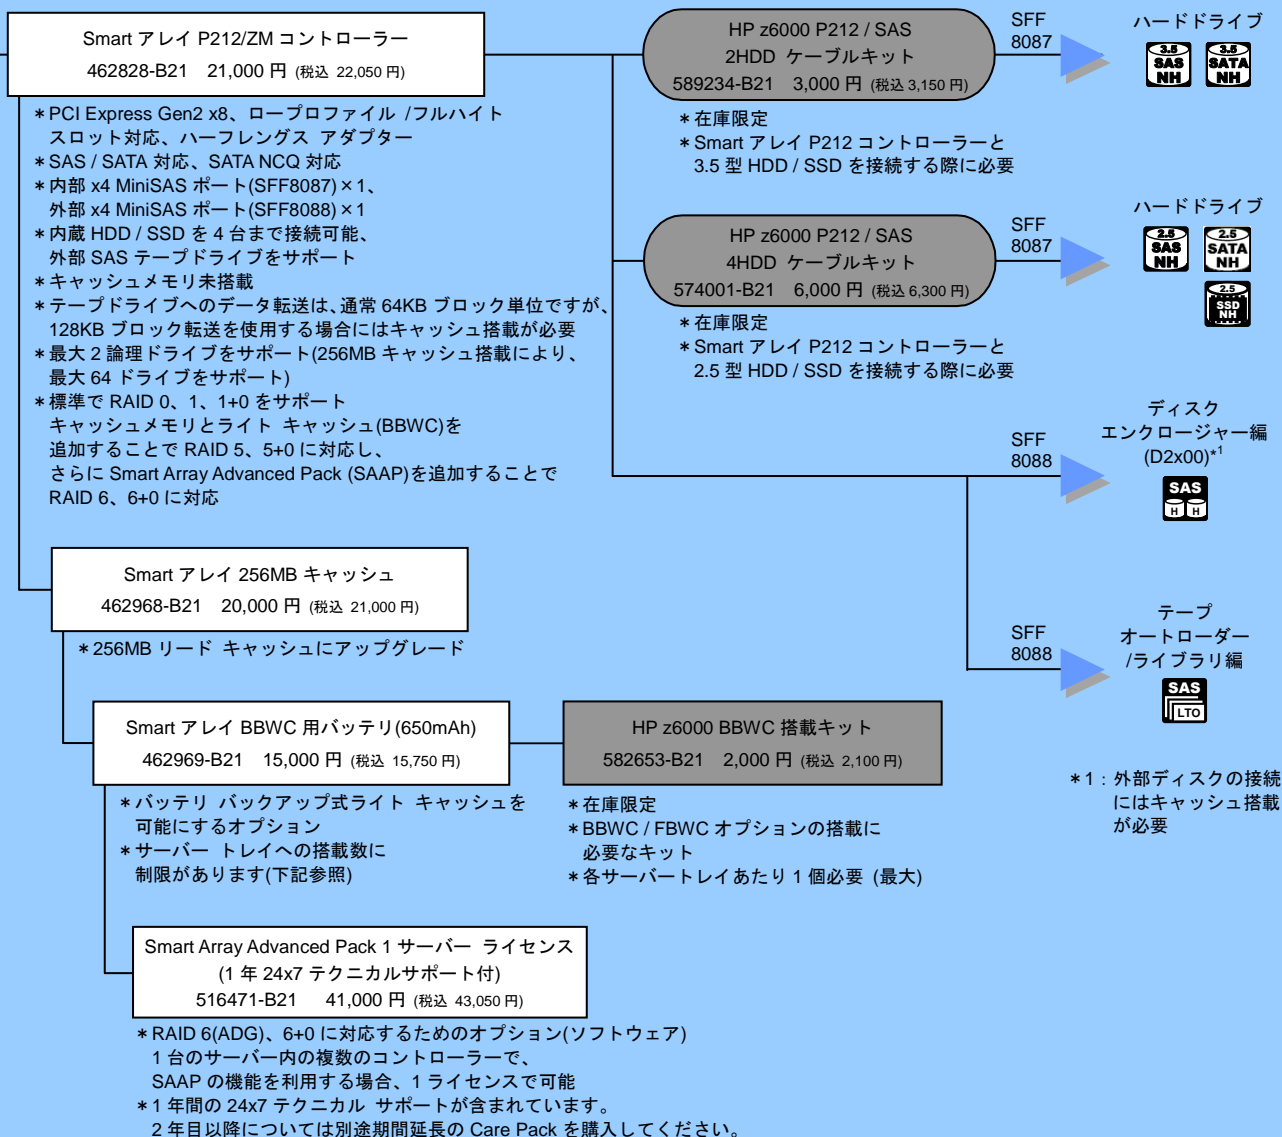 Smart アレイ P212/ZM コントローラー
462828-B21 21,000 円 (税込 22,050 円)
＊PCI Express Gen2 x8、ロープロファイル /フルハイト
スロット対応、ハーフレングス アダプター
＊SAS / SATA 対応、SATA NCQ 対応
＊内部 x4 MiniSAS ポート(SFF8087)×1、
外部 x4 MiniSAS ポート(SFF8088)×1
＊内蔵 HDD / SSD を 4 台まで接続可能、
外部 SAS テープドライブをサポート
＊キャッシュメモリ未搭載
＊テープドライブへのデータ転送は、通常 64KB ブロック単位ですが、
128KB ブロック転送を使用する場合にはキャッシュ搭載が必要
＊最大 2 論理ドライブをサポート(256MB キャッシュ搭載により、
最大 64 ドライブをサポート)
＊標準で RAID 0、1、1+0 をサポート
キャッシュメモリとライト キャッシュ(BBWC)を
追加することで RAID 5、5+0 に対応し、
さらに Smart Array Advanced Pack (SAAP)を追加することで
RAID 6、6+0 に対応
HP z6000 P212 / SAS
2HDD ケーブルキット
589234-B21 3,000 円 (税込 3,150 円)
＊在庫限定
＊Smart アレイ P212 コントローラーと
3.5 型 HDD / SSD を接続する際に必要
SFF
8087
ハードドライブ
3.5
SAS
NH
3.5
SATA
NH
HP z6000 P212 / SAS
4HDD ケーブルキット
574001-B21 6,000 円 (税込 6,300 円)
＊在庫限定
＊Smart アレイ P212 コントローラーと
2.5 型 HDD / SSD を接続する際に必要
SFF
8087
ハードドライブ
2.5
SAS
NH
2.5
SATA
NH
2.5
SSD
NH
SFF
8088
ディスク
エンクロージャー編
(D2x00)*1
SAS
H H
SFF
8088
テープ
オートローダー
/ライブラリ編
SAS
LTO
＊1：外部ディスクの接続
にはキャッシュ搭載
が必要
Smart アレイ 256MB キャッシュ
462968-B21 20,000 円 (税込 21,000 円)
＊256MB リード キャッシュにアップグレード
Smart アレイ BBWC 用バッテリ(650mAh)
462969-B21 15,000 円 (税込 15,750 円)
＊バッテリ バックアップ式ライト キャッシュを
可能にするオプション
＊サーバー トレイへの搭載数に
制限があります(下記参照)
HP z6000 BBWC 搭載キット
582653-B21 2,000 円 (税込 2,100 円)
＊在庫限定
＊BBWC / FBWC オプションの搭載に
必要なキット
＊各サーバートレイあたり 1 個必要 (最大)
Smart Array Advanced Pack 1 サーバー ライセンス
(1 年 24x7 テクニカルサポート付)
516471-B21 41,000 円 (税込 43,050 円)
＊RAID 6(ADG)、6+0 に対応するためのオプション(ソフトウェア)
1 台のサーバー内の複数のコントローラーで、
SAAP の機能を利用する場合、1 ライセンスで可能
＊1 年間の 24x7 テクニカル サポートが含まれています。
2 年目以降については別途期間延長の Care Pack を購入してください。